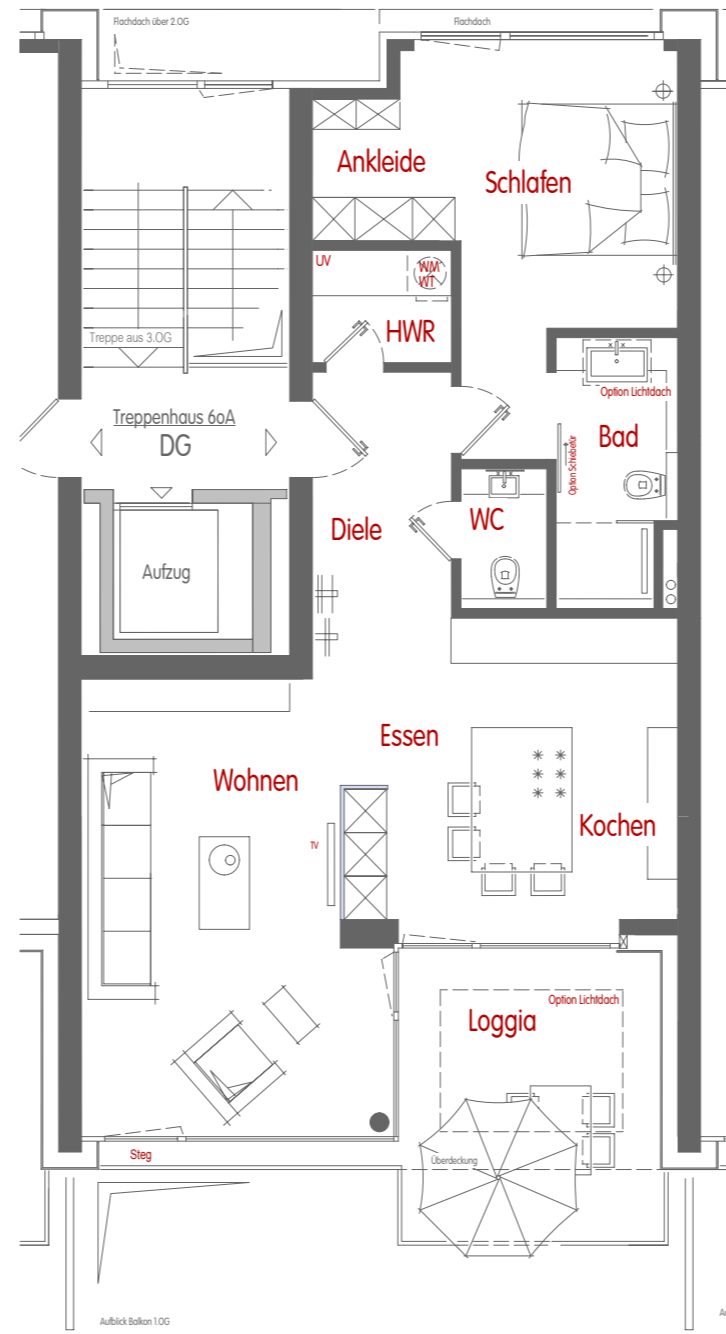 Flachdach über 2.OG
Flachdach
Ankleide
Schlafen
UV
WM
WT
HWR
Treppe aus 3.OG
Option Lichtdach
Treppenhaus 60A
DG
Bad
Option Schiebetür
WC
Diele
Aufzug
Essen
Wohnen
Kochen
TV
Option Lichtdach
Loggia
Steg
Überdeckung
Aufblick Balkon 1.OG